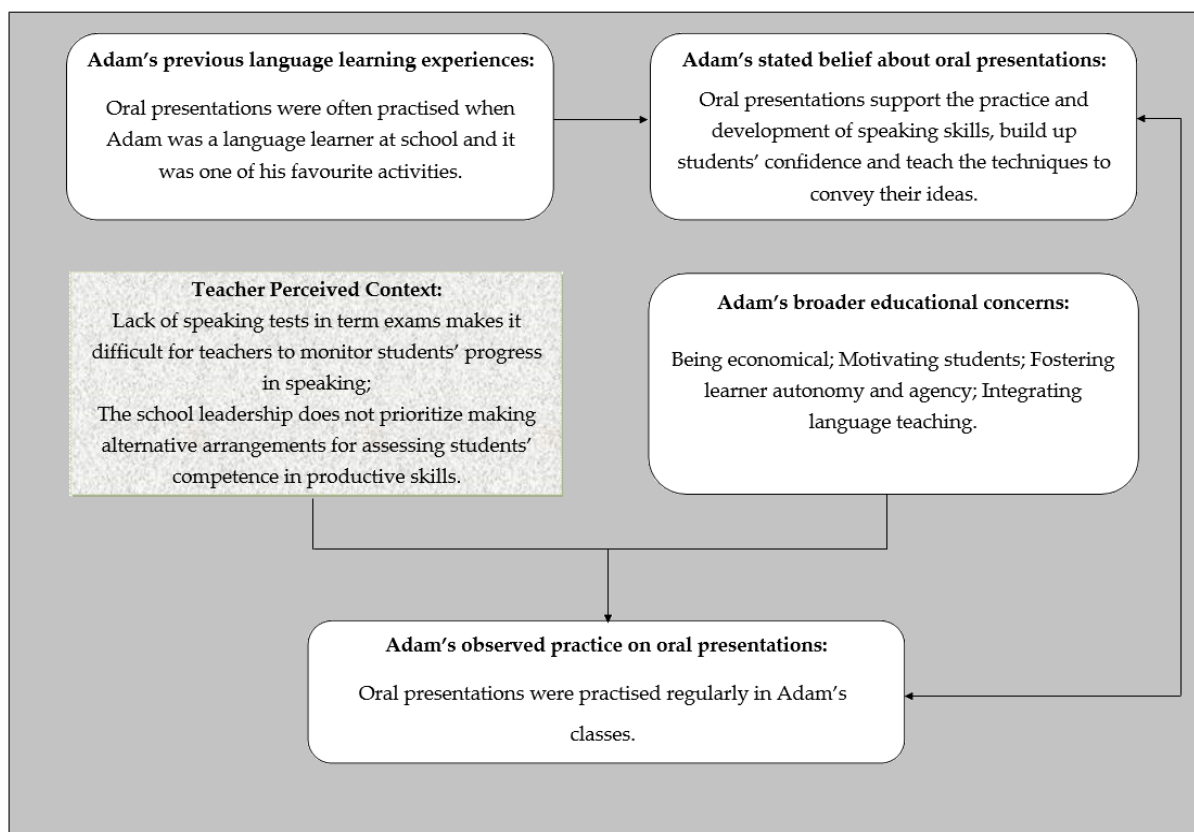 Adam’s previous language learning experiences:
Oral presentations were often practised when
Adam was a language learner at school and it
was one of his favourite activities.
Adam’s stated belief about oral presentations:
Oral presentations support the practice and
development of speaking skills, build up
students’ confidence and teach the techniques to
convey their ideas.
Teacher Perceived Context:
Lack of speaking tests in term exams makes it
difficult for teachers to monitor students’ progress
in speaking;
The school leadership does not prioritize making
alternative arrangements for assessing students’
competence in productive skills.
Adam’s broader educational concerns:
Being economical; Motivating students; Fostering
learner autonomy and agency; Integrating
language teaching.
Adam’s observed practice on oral presentations:
Oral presentations were practised regularly in Adam’s
classes.